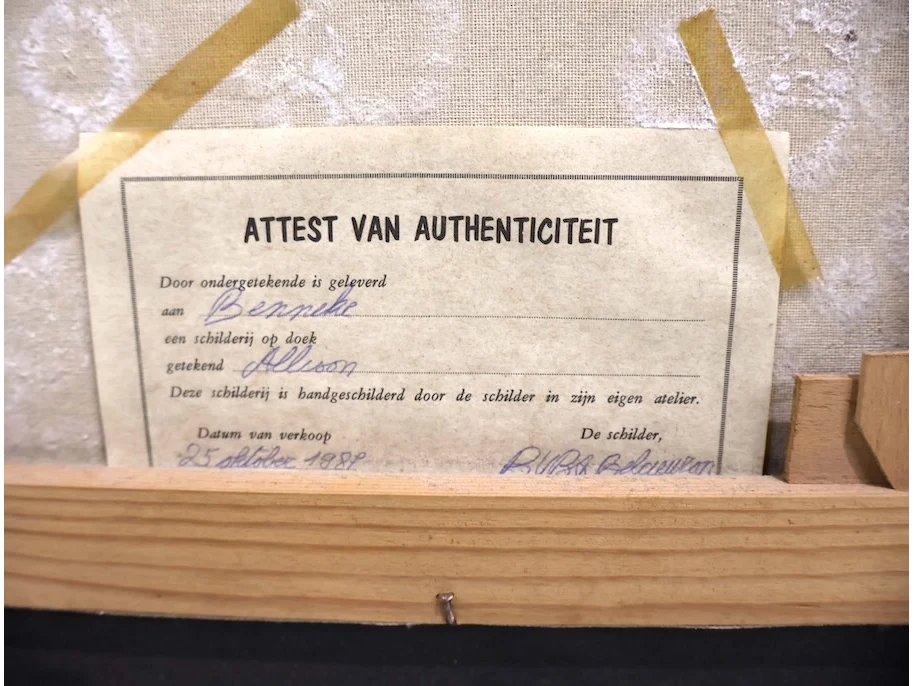 ATTEST VAN AUTHENTICITEIT
Door ondergetekende is geleverd
aan Benneke
een schilderij op doek
getekend Allison
Deze schilderij is handgeschilderd door de schilder in zijn eigen atelier.
Datum van verkoop De schilder,
25 oktober